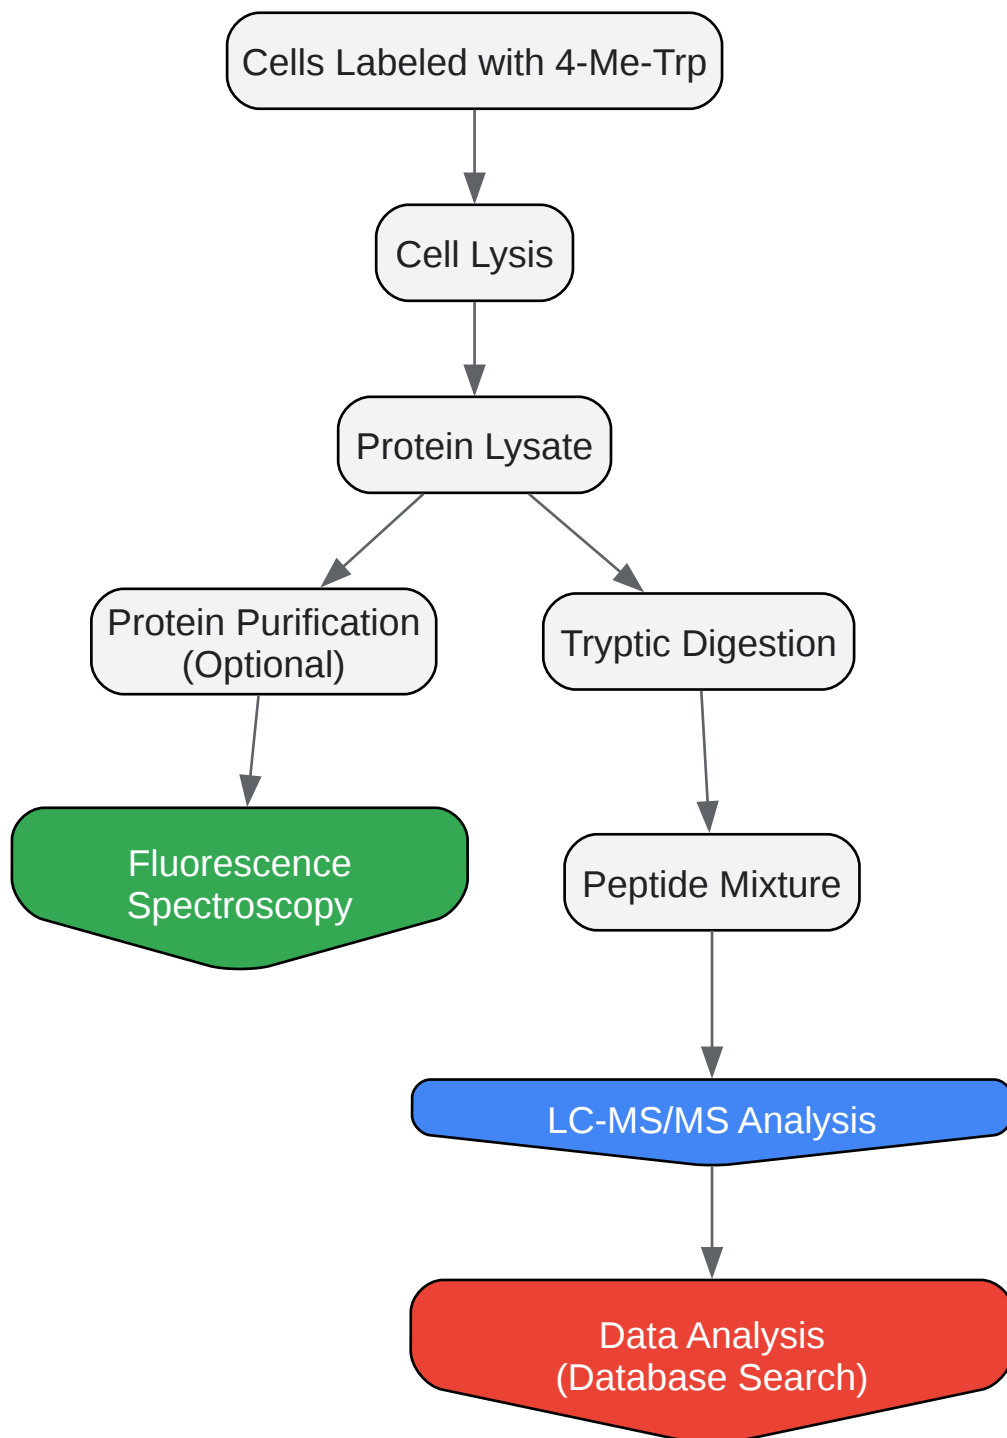 Cells Labeled with 4-Me-Trp
Cell Lysis
Protein Lysate
Protein Purification
(Optional)
Tryptic Digestion
Fluorescence
Spectroscopy
Peptide Mixture
LC-MS/MS Analysis
Data Analysis
(Database Search)